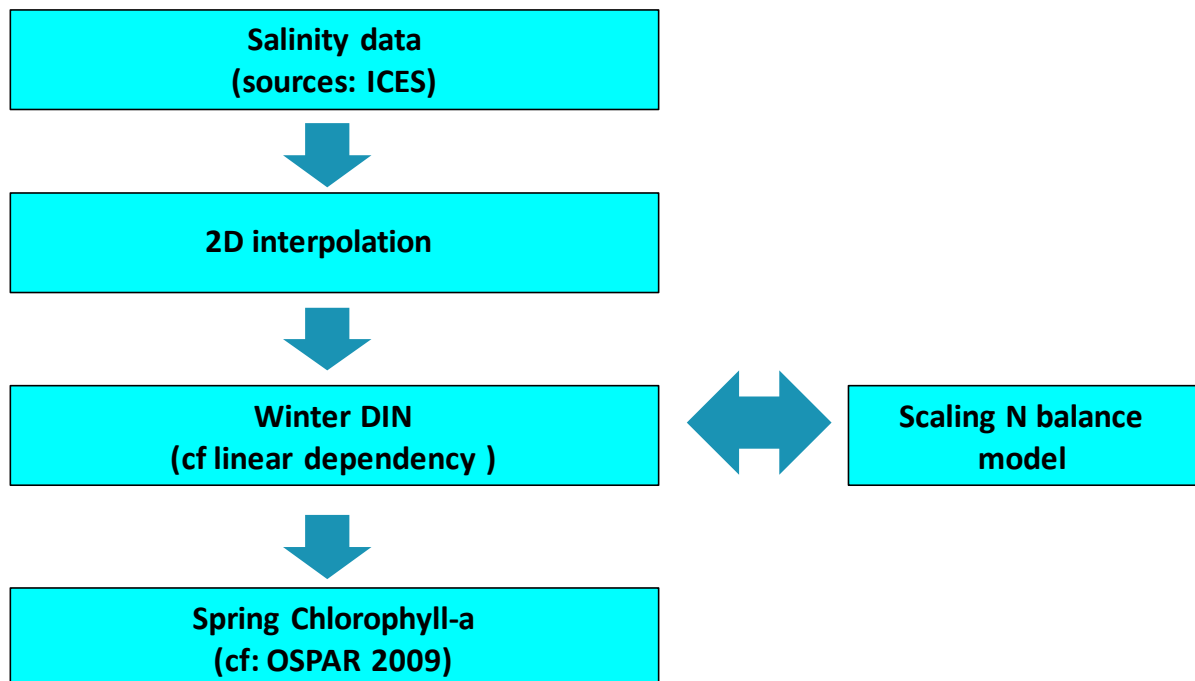 Salinity data
(sources: ICES)
2D interpolation
Winter DIN
(cf linear dependency )
Scaling N balance
model
Spring Chlorophyll-a
(cf: OSPAR 2009)